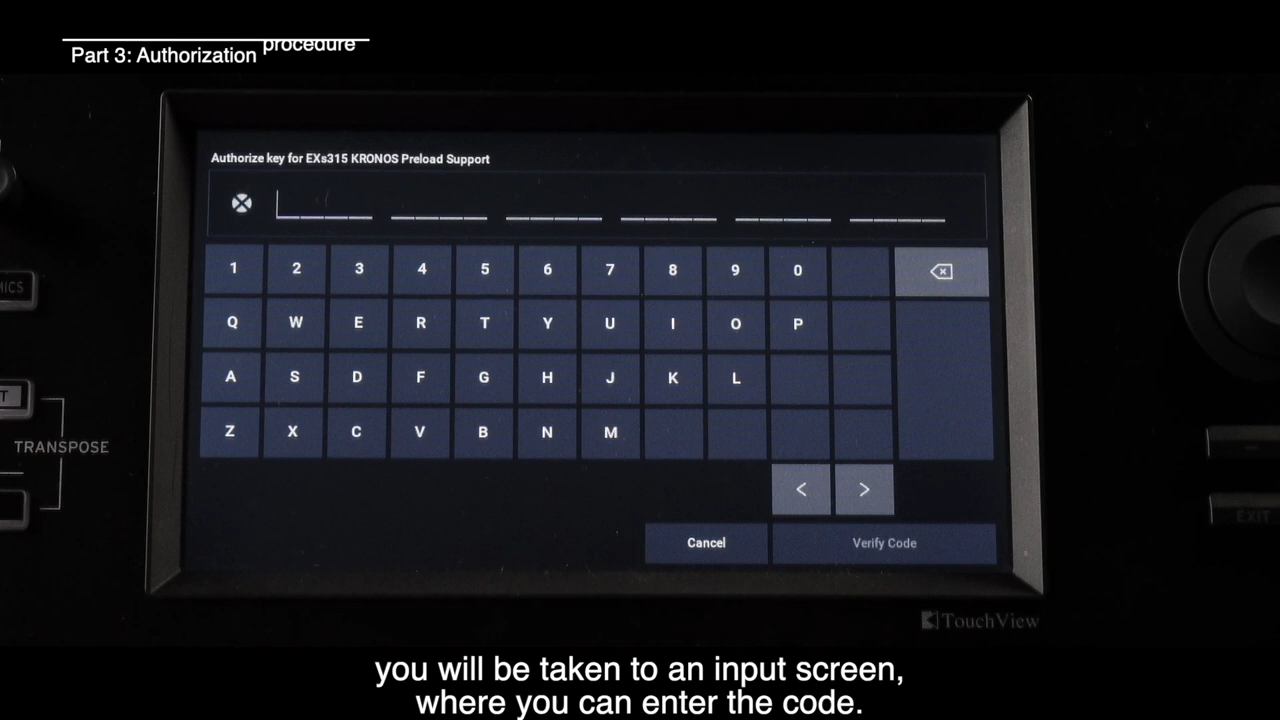 Part 3: Authorization procedure
Authorize key for EXs315 KRONOS Preload Support
1 2 3 4 5 6 7 8 9 0
Q W E R T Y U I O P
A S D F G H J K L
Z X C V B N M
< >
Cancel Verify Code
MICS
T
TRANSPOSE
EXIT
TouchView
you will be taken to an input screen,
where you can enter the code.